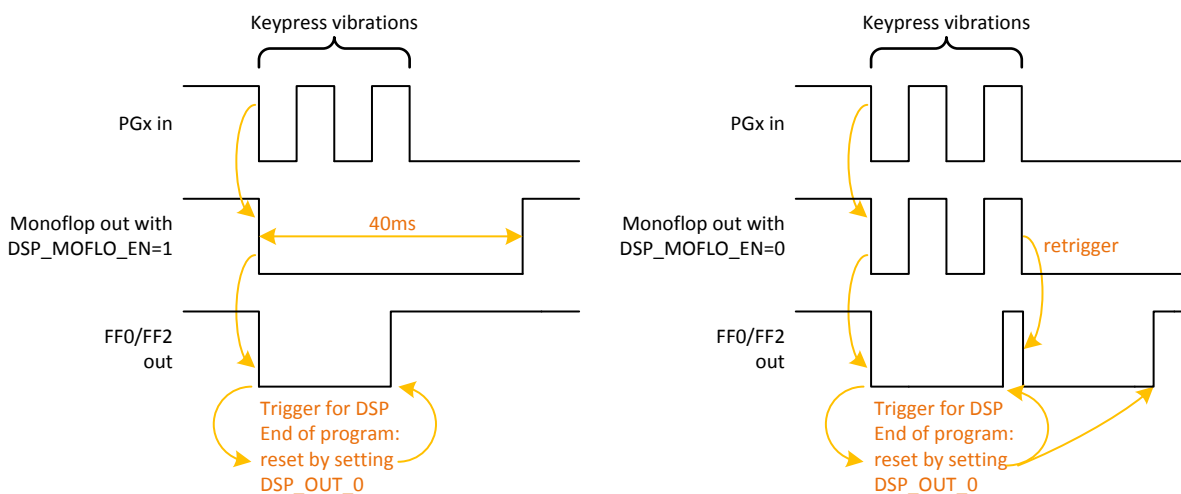 Keypress vibrations
PGx in
Monoflop out with
DSP_MOFLO_EN=1
40ms
FF0/FF2
out
Trigger for DSP
End of program:
reset by setting
DSP_OUT_0
Keypress vibrations
PGx in
Monoflop out with
DSP_MOFLO_EN=0
retrigger
FF0/FF2
out
Trigger for DSP
End of program:
reset by setting
DSP_OUT_0